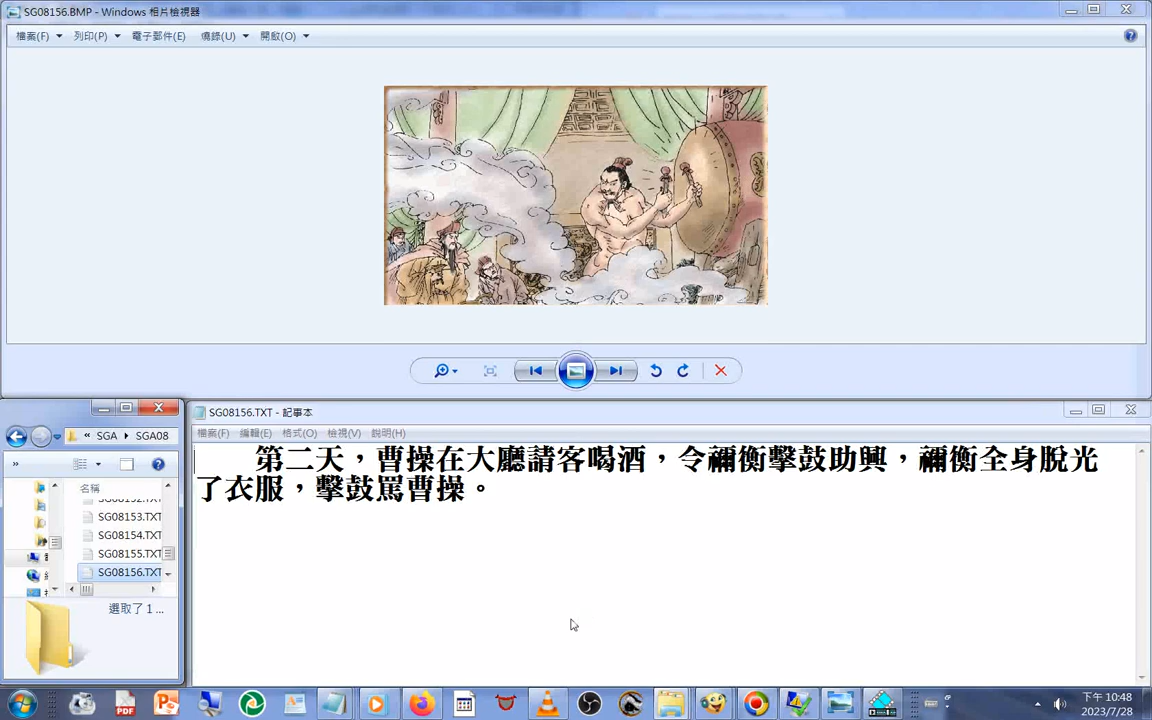 SG08156.BMP - Windows 相片檢視器
檔案(F) 列印(P) 電子郵件(E) 燒錄(U) 開啟(O)
« SGA SGA08
»
名稱
SG08153.TXT
SG08154.TXT
SG08155.TXT
SG08156.TXT
選取了 1 ...
SG08156.TXT - 記事本
檔案(F) 編輯(E) 格式(O) 檢視(V) 說明(H)
第二天，曹操在大廳請客喝酒，令禰衡擊鼓助興，禰衡全身脫光
了衣服，擊鼓罵曹操。
PDF
下午 10:48
2023/7/28